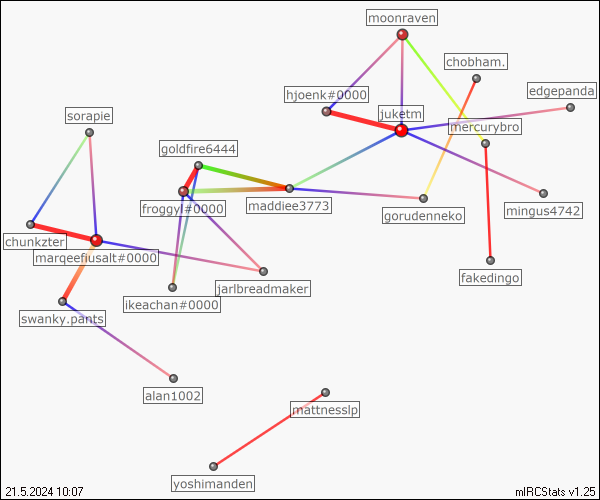 moonraven
chobham.
edgepanda
hjoenk#0000
juketm
sorapie
mercurybro
goldfire6444
froggyl#0000
maddiee3773
gorudenneko
mingus4742
chunkzter
marqeefiusalt#0000
jarlbreadmaker
fakedingo
ikeachan#0000
swanky.pants
alan1002
mattnesslp
yoshimanden
21.5.2024 10:07
mIRCStats v1.25